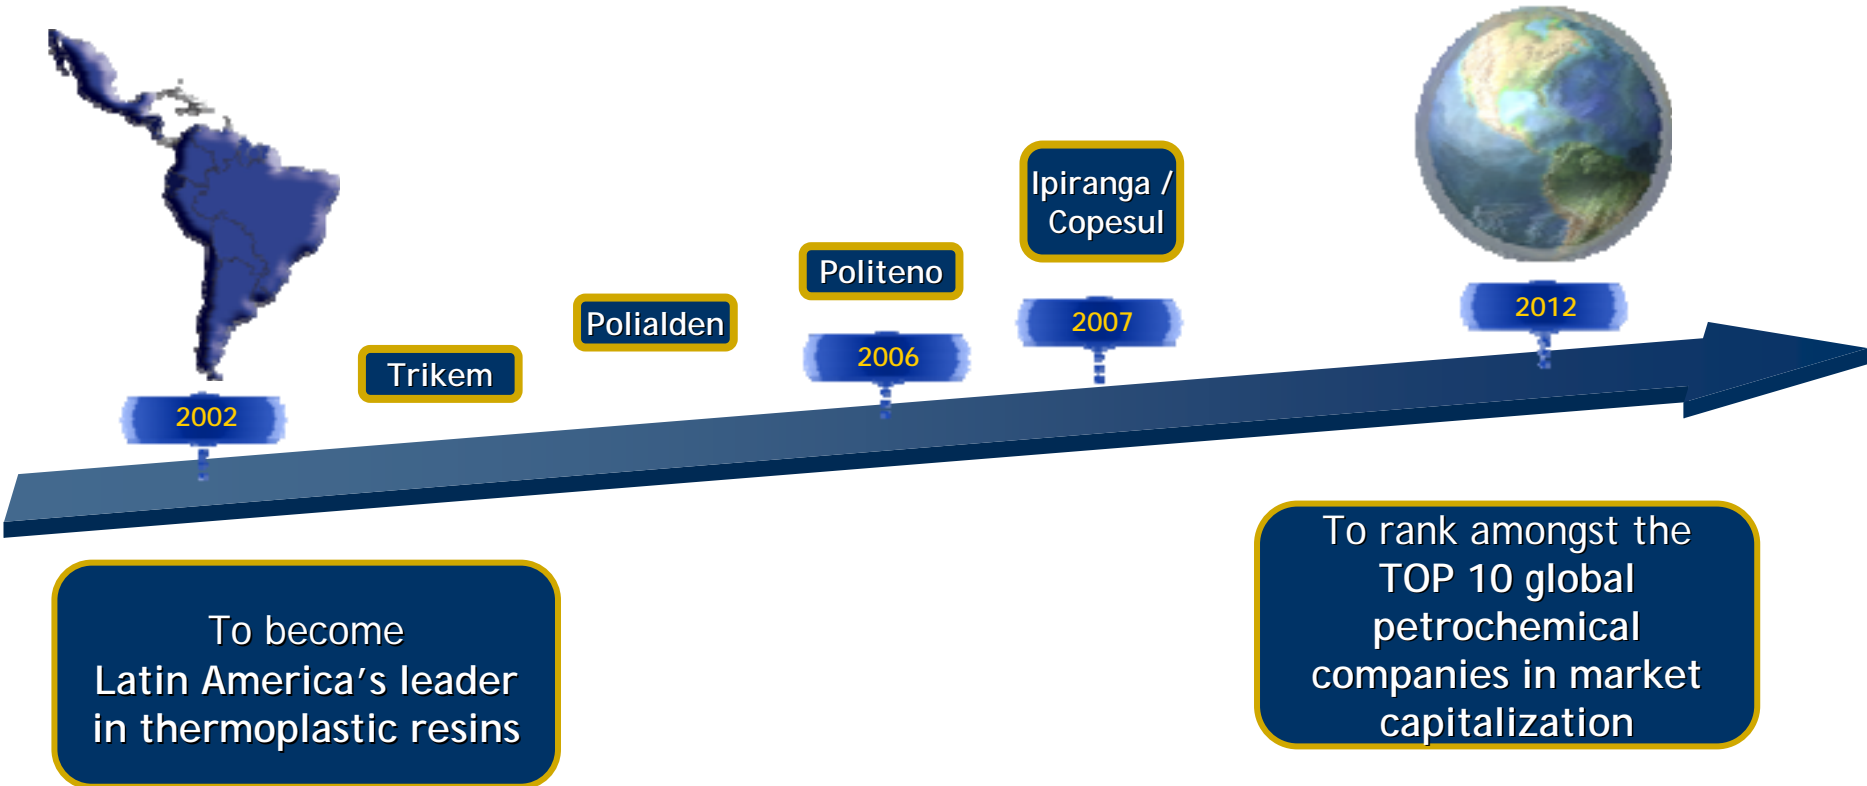 Ipiranga /
Copesul
Politeno
2012
Polialden
2007
2006
Trikem
2002
To rank amongst the
TOP 10 global
petrochemical
companies in market
capitalization
To become
Latin America’s leader
in thermoplastic resins